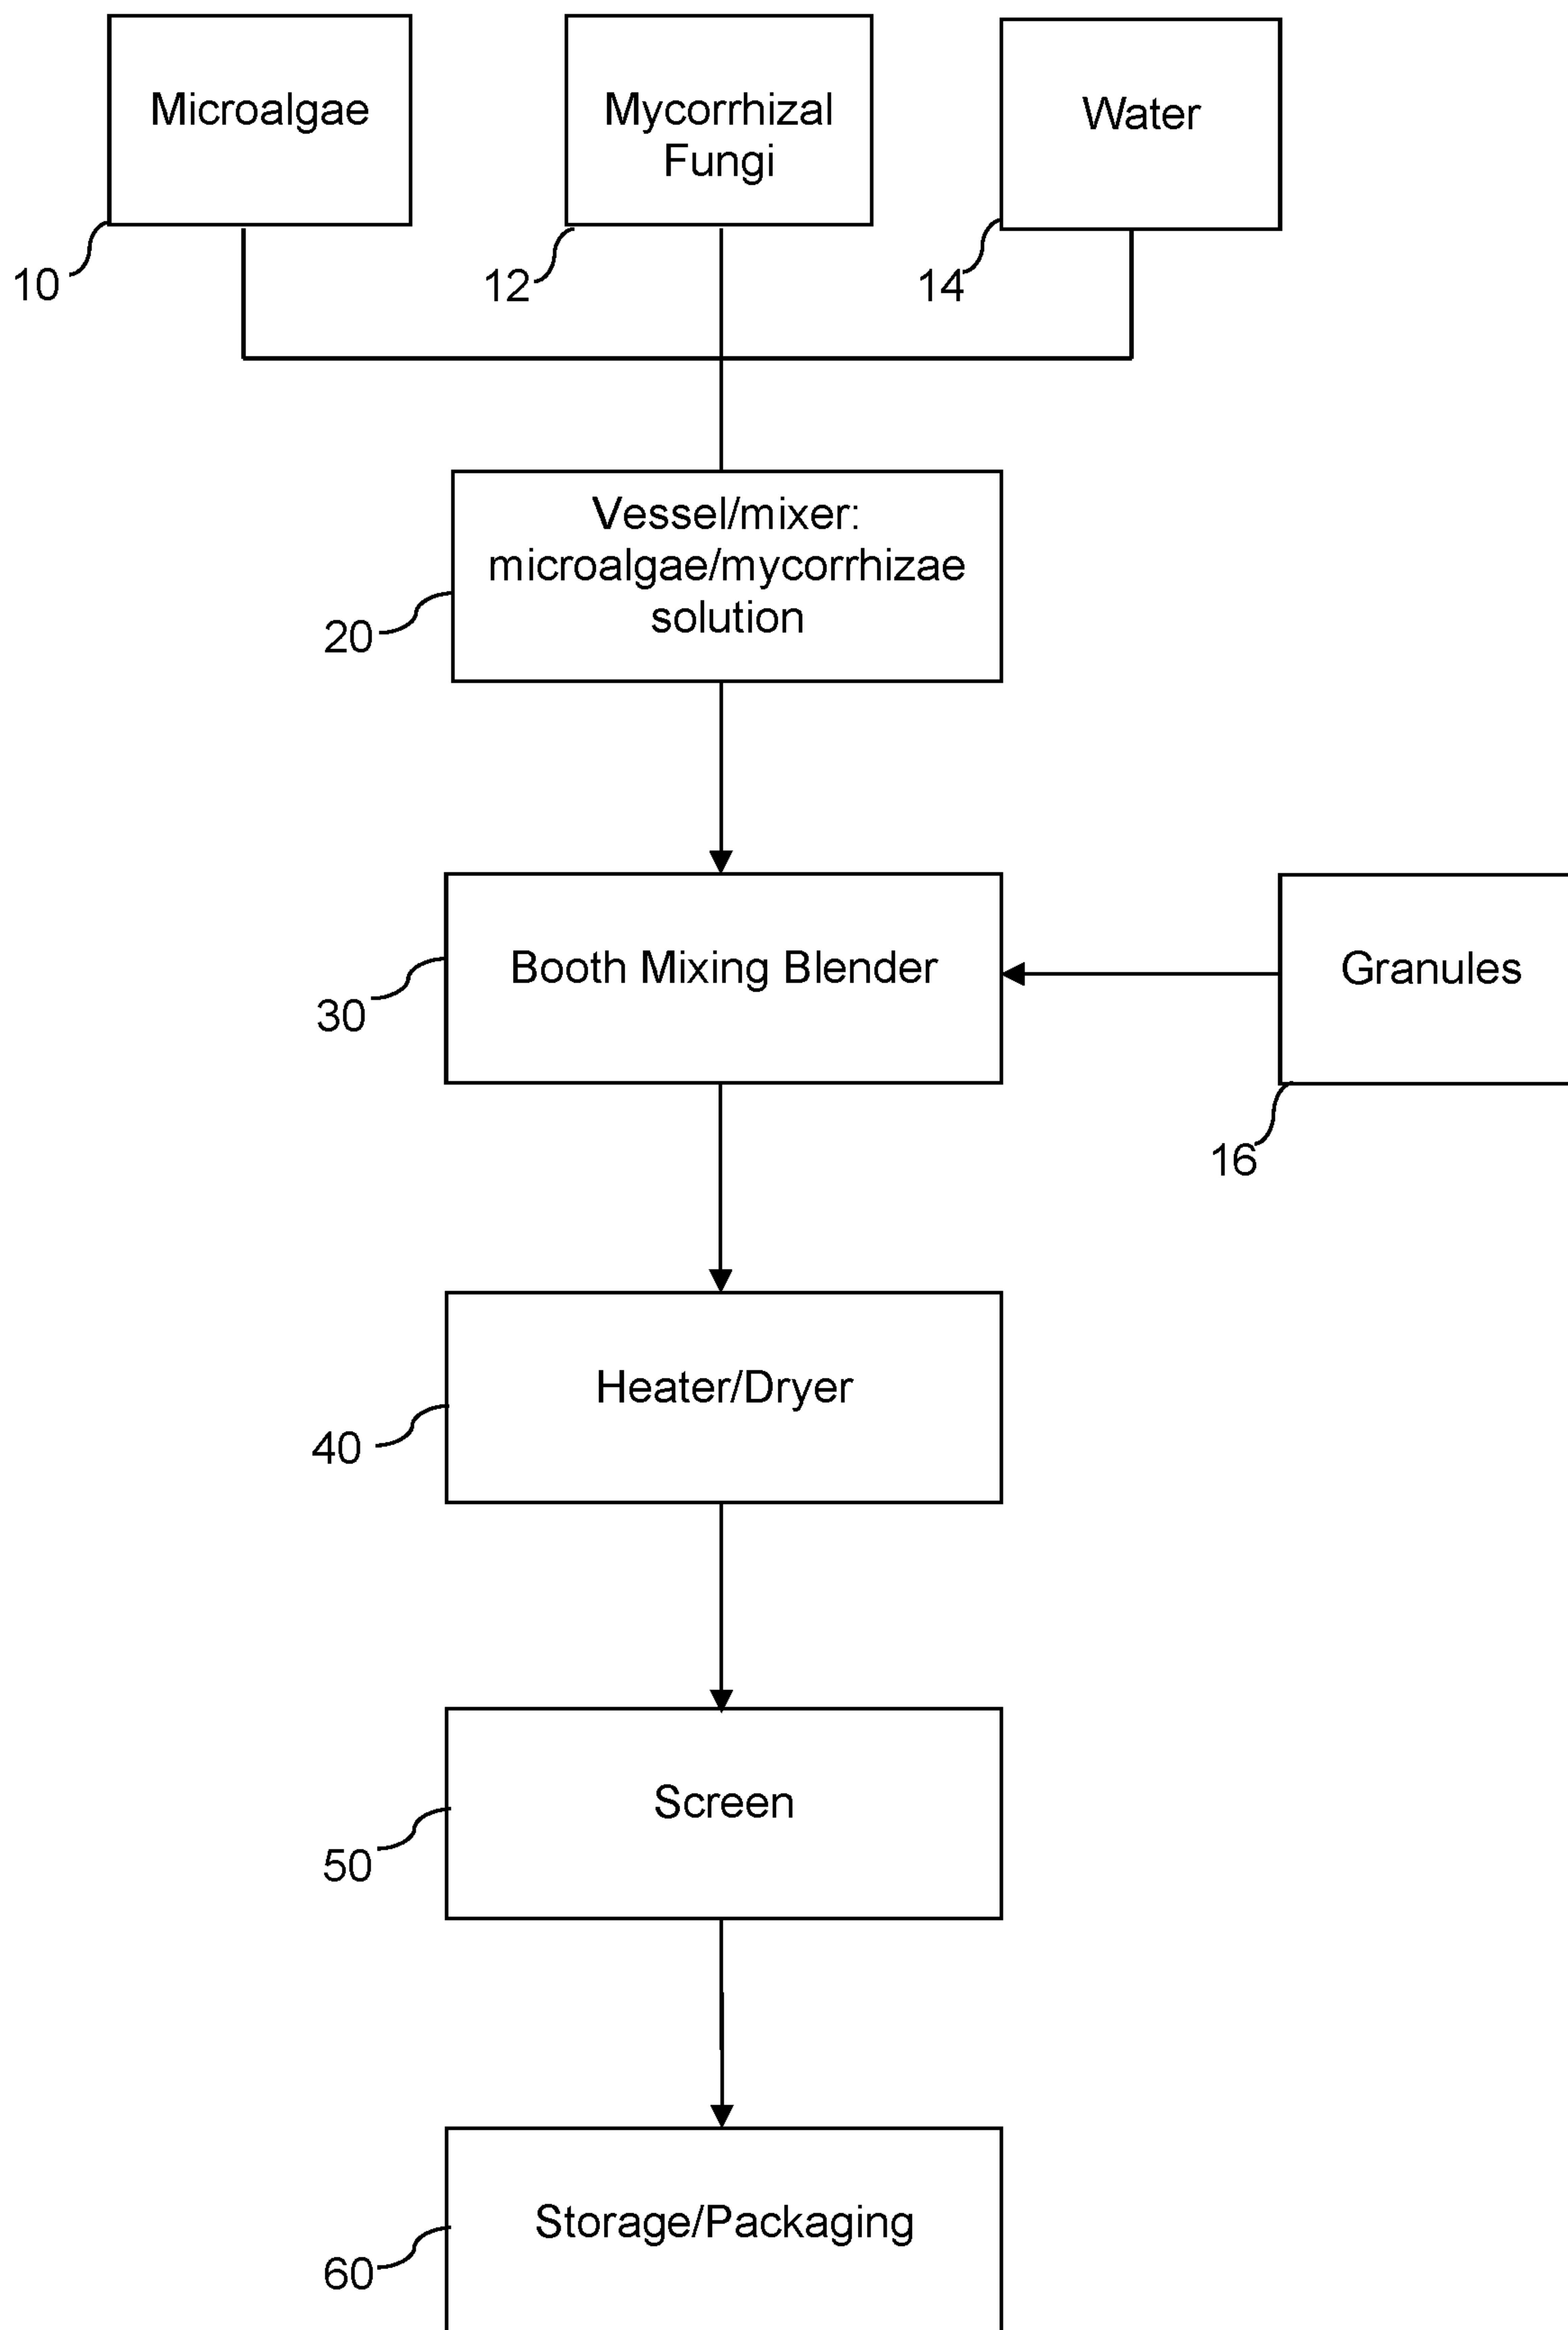 Microalgae
Mycorrhizal
Fungi
Water
10
12
14
Vessel/mixer:
microalgae/mycorrhizae
solution
20
Booth Mixing Blender
Granules
30
16
Heater/Dryer
40
Screen
50
Storage/Packaging
60